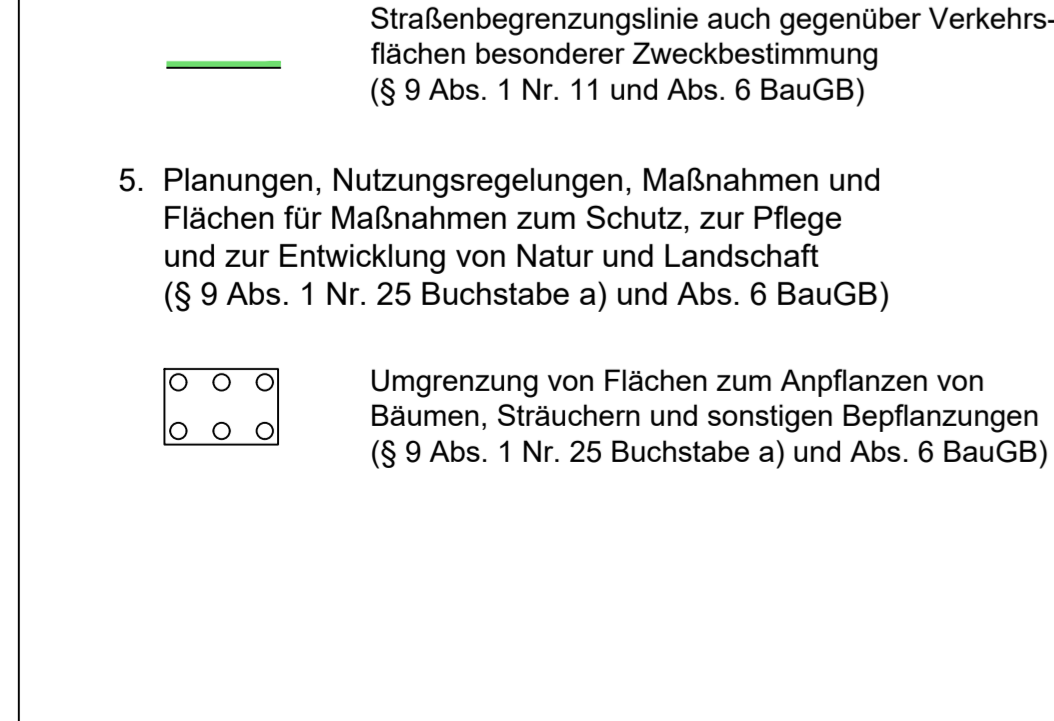 Straßenbegrenzungslinie auch gegenüber Verkehrs-
flächen besonderer Zweckbestimmung
(§ 9 Abs. 1 Nr. 11 und Abs. 6 BauGB)
5. Planungen, Nutzungsregelungen, Maßnahmen und
Flächen für Maßnahmen zum Schutz, zur Pflege
und zur Entwicklung von Natur und Landschaft
(§ 9 Abs. 1 Nr. 25 Buchstabe a) und Abs. 6 BauGB)
Umgrenzung von Flächen zum Anpflanzen von
Bäumen, Sträuchern und sonstigen Bepflanzungen
(§ 9 Abs. 1 Nr. 25 Buchstabe a) und Abs. 6 BauGB)